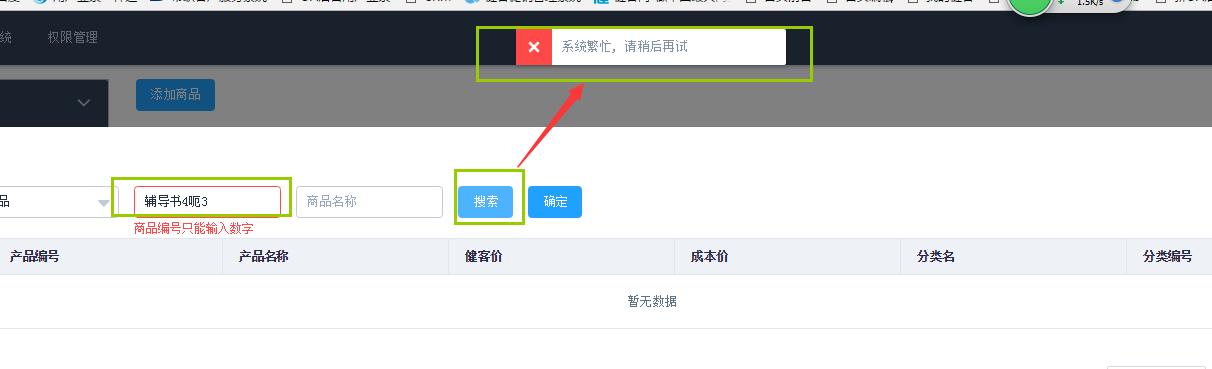 1.5K/s
统 权限管理
系统繁忙，请稍后再试
添加商品
品 辅导书4呃3 商品名称 搜索 确定
商品编号只能输入数字
产品编号 产品名称 健客价 成本价 分类名 分类编号
暂无数据